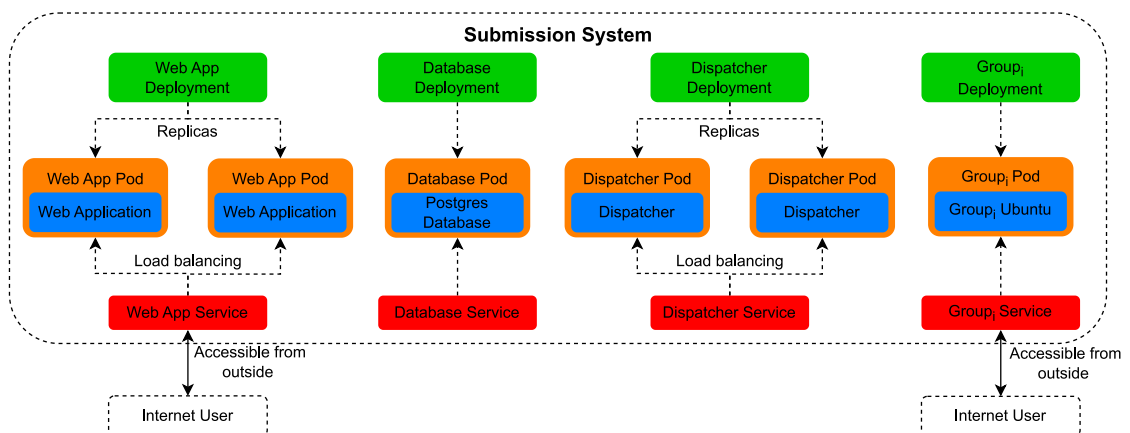 Submission System
Web App
Deployment
Database
Deployment
Dispatcher
Deployment
Groupᵢ
Deployment
Replicas
Replicas
Web App Pod
Web App Pod
Database Pod
Dispatcher Pod
Dispatcher Pod
Groupᵢ Pod
Web Application
Web Application
Postgres
Database
Dispatcher
Dispatcher
Groupᵢ Ubuntu
Load balancing
Load balancing
Web App Service
Database Service
Dispatcher Service
Groupᵢ Service
Accessible from
outside
Accessible from
outside
Internet User
Internet User